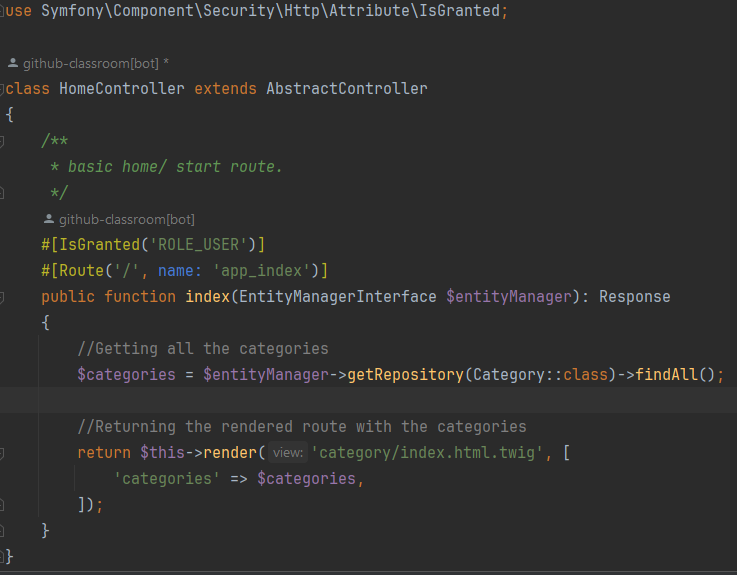 use Symfony\Component\Security\Http\Attribute\IsGranted;
github-classroom[bot] *
class HomeController extends AbstractController
{
/**
* basic home/ start route.
*/
github-classroom[bot]
#[IsGranted('ROLE_USER')]
#[Route('/', name: 'app_index')]
public function index(EntityManagerInterface $entityManager): Response
{
//Getting all the categories
$categories = $entityManager->getRepository(Category::class)->findAll();
//Returning the rendered route with the categories
return $this->render( view: 'category/index.html.twig', [
'categories' => $categories,
]);
}
}